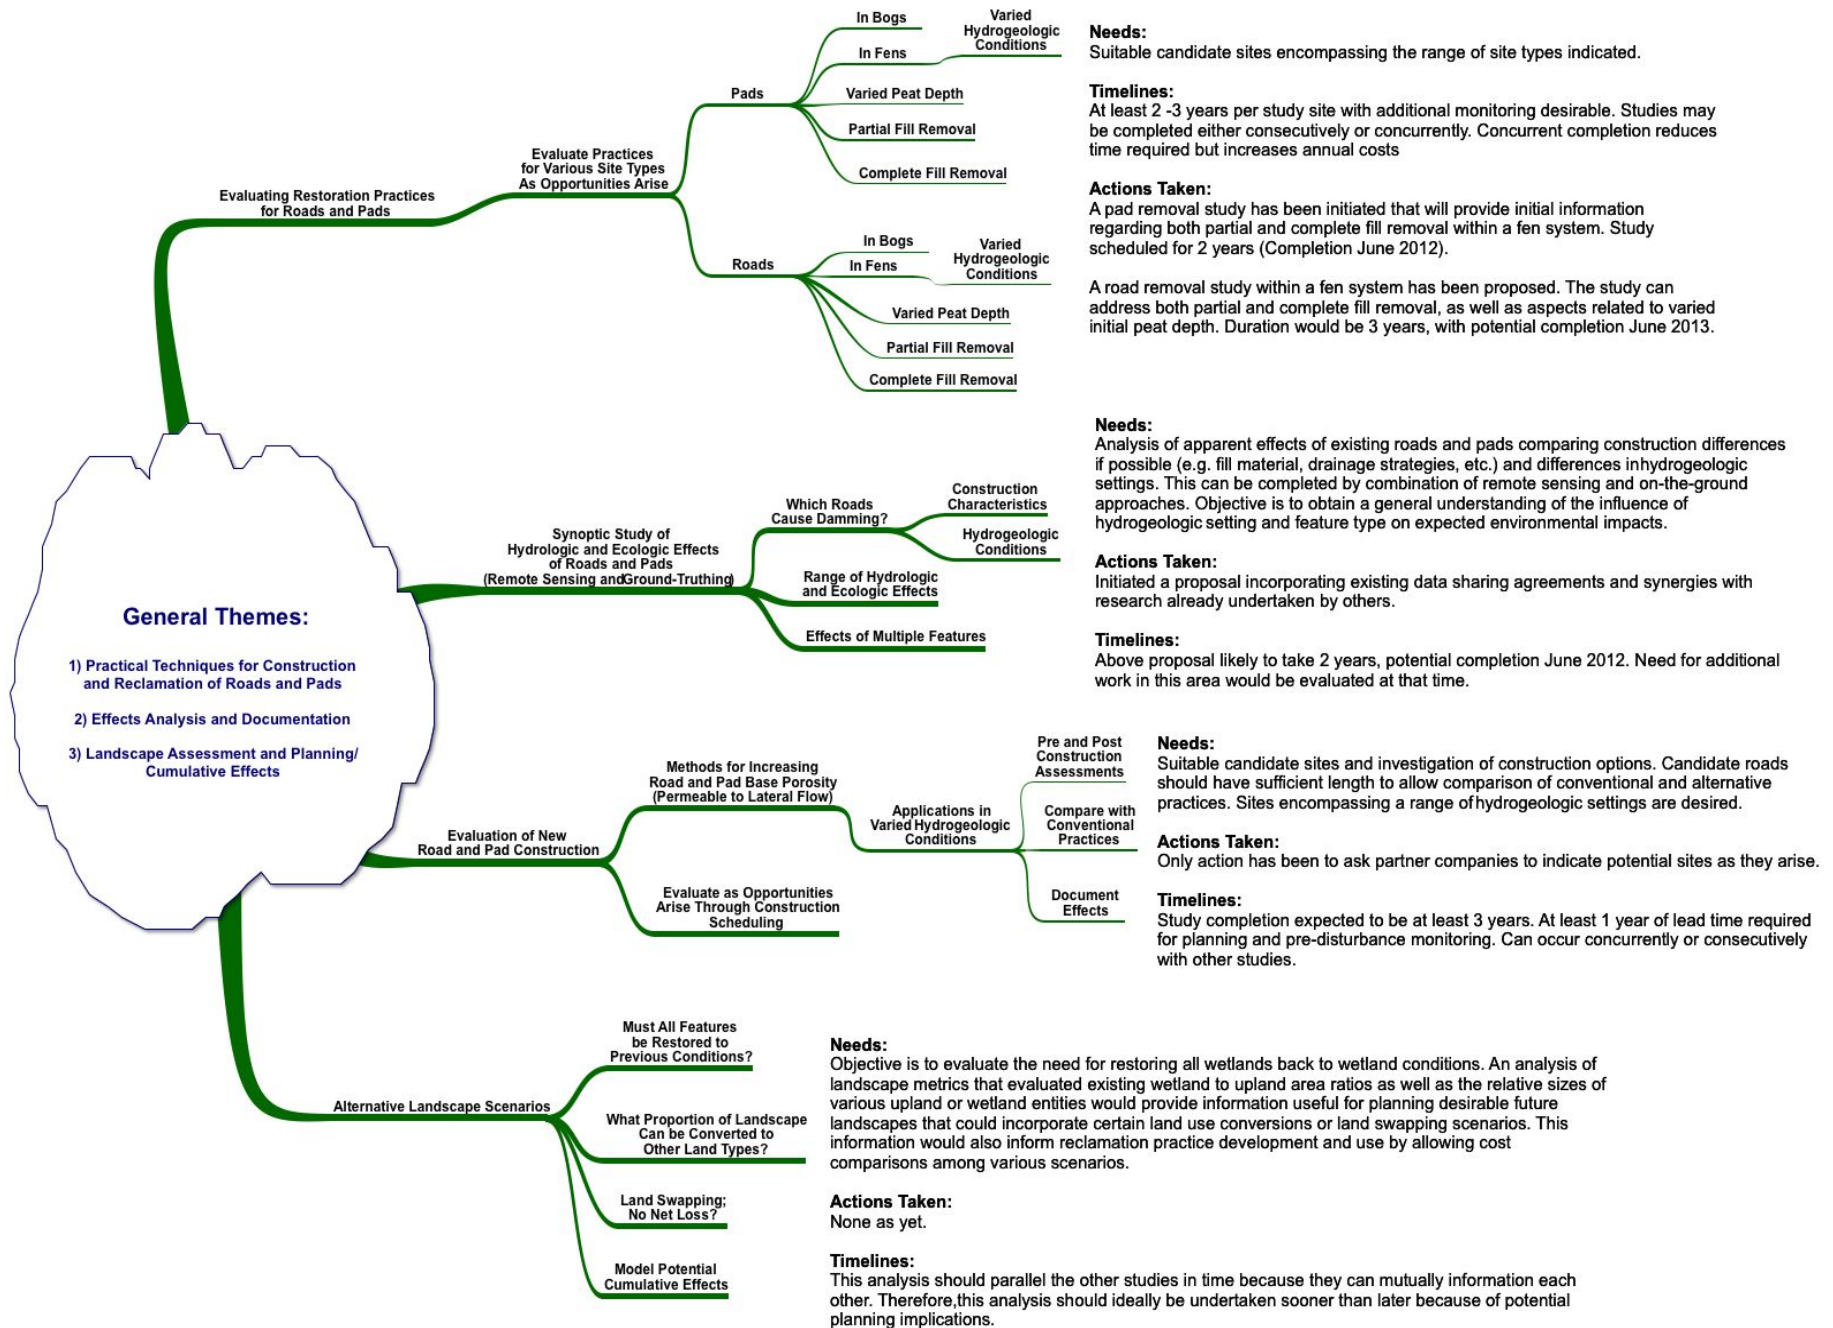 General Themes:
1) Practical Techniques for Construction
and Reclamation of Roads and Pads
2) Effects Analysis and Documentation
3) Landscape Assessment and Planning/
Cumulative Effects
Evaluating Restoration Practices
for Roads and Pads
Evaluate Practices
for Various Site Types
As Opportunities Arise
Pads
In Bogs
In Fens
Varied
Hydrogeologic
Conditions
Varied Peat Depth
Partial Fill Removal
Complete Fill Removal
Roads
In Bogs
In Fens
Varied
Hydrogeologic
Conditions
Varied Peat Depth
Partial Fill Removal
Complete Fill Removal
Needs:
Suitable candidate sites encompassing the range of site types indicated.
Timelines:
At least 2 -3 years per study site with additional monitoring desirable. Studies may
be completed either consecutively or concurrently. Concurrent completion reduces
time required but increases annual costs
Actions Taken:
A pad removal study has been initiated that will provide initial information
regarding both partial and complete fill removal within a fen system. Study
scheduled for 2 years (Completion June 2012).
A road removal study within a fen system has been proposed. The study can
address both partial and complete fill removal, as well as aspects related to varied
initial peat depth. Duration would be 3 years, with potential completion June 2013.
Synoptic Study of
Hydrologic and Ecologic Effects
of Roads and Pads
(Remote Sensing andGround-Truthing)
Which Roads
Cause Damming?
Construction
Characteristics
Hydrogeologic
Conditions
Range of Hydrologic
and Ecologic Effects
Effects of Multiple Features
Needs:
Analysis of apparent effects of existing roads and pads comparing construction differences
if possible (e.g. fill material, drainage strategies, etc.) and differences inhydrogeologic
settings. This can be completed by combination of remote sensing and on-the-ground
approaches. Objective is to obtain a general understanding of the influence of
hydrogeologic setting and feature type on expected environmental impacts.
Actions Taken:
Initiated a proposal incorporating existing data sharing agreements and synergies with
research already undertaken by others.
Timelines:
Above proposal likely to take 2 years, potential completion June 2012. Need for additional
work in this area would be evaluated at that time.
Evaluation of New
Road and Pad Construction
Methods for Increasing
Road and Pad Base Porosity
(Permeable to Lateral Flow)
Applications in
Varied Hydrogeologic
Conditions
Pre and Post
Construction
Assessments
Compare with
Conventional
Practices
Document
Effects
Evaluate as Opportunities
Arise Through Construction
Scheduling
Needs:
Suitable candidate sites and investigation of construction options. Candidate roads
should have sufficient length to allow comparison of conventional and alternative
practices. Sites encompassing a range of hydrogeologic settings are desired.
Actions Taken:
Only action has been to ask partner companies to indicate potential sites as they arise.
Timelines:
Study completion expected to be at least 3 years. At least 1 year of lead time required
for planning and pre-disturbance monitoring. Can occur concurrently or consecutively
with other studies.
Alternative Landscape Scenarios
Must All Features
be Restored to
Previous Conditions?
What Proportion of Landscape
Can be Converted to
Other Land Types?
Land Swapping;
No Net Loss?
Model Potential
Cumulative Effects
Needs:
Objective is to evaluate the need for restoring all wetlands back to wetland conditions. An analysis of
landscape metrics that evaluated existing wetland to upland area ratios as well as the relative sizes of
various upland or wetland entities would provide information useful for planning desirable future
landscapes that could incorporate certain land use conversions or land swapping scenarios. This
information would also inform reclamation practice development and use by allowing cost
comparisons among various scenarios.
Actions Taken:
None as yet.
Timelines:
This analysis should parallel the other studies in time because they can mutually information each
other. Therefore,this analysis should ideally be undertaken sooner than later because of potential
planning implications.